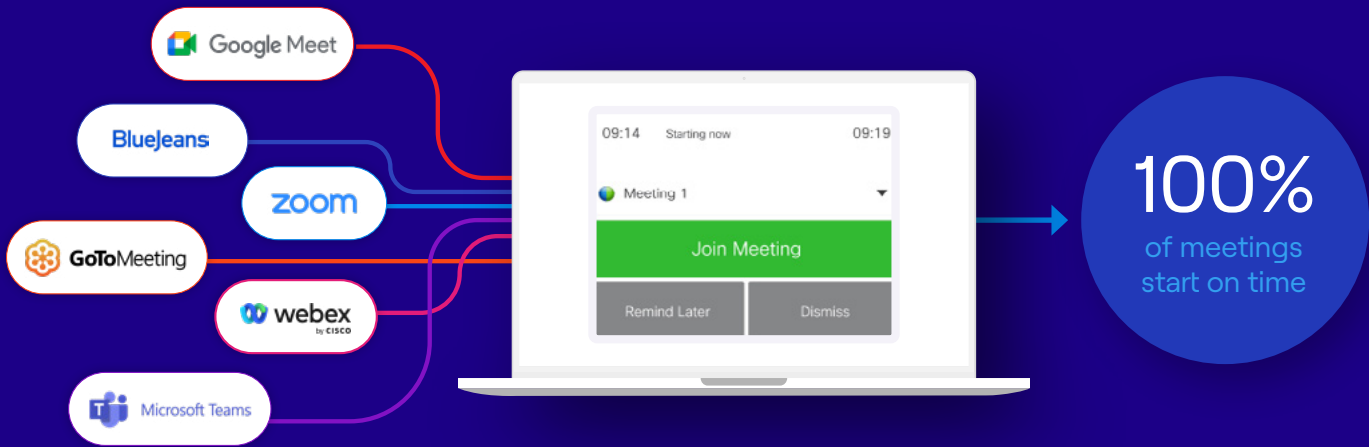 Google Meet
BlueJeans
zoom
GoToMeeting
webex
by CISCO
Microsoft Teams
09:14 Starting now 09:19
Meeting 1
Join Meeting
Remind Later Dismiss
100%
of meetings
start on time